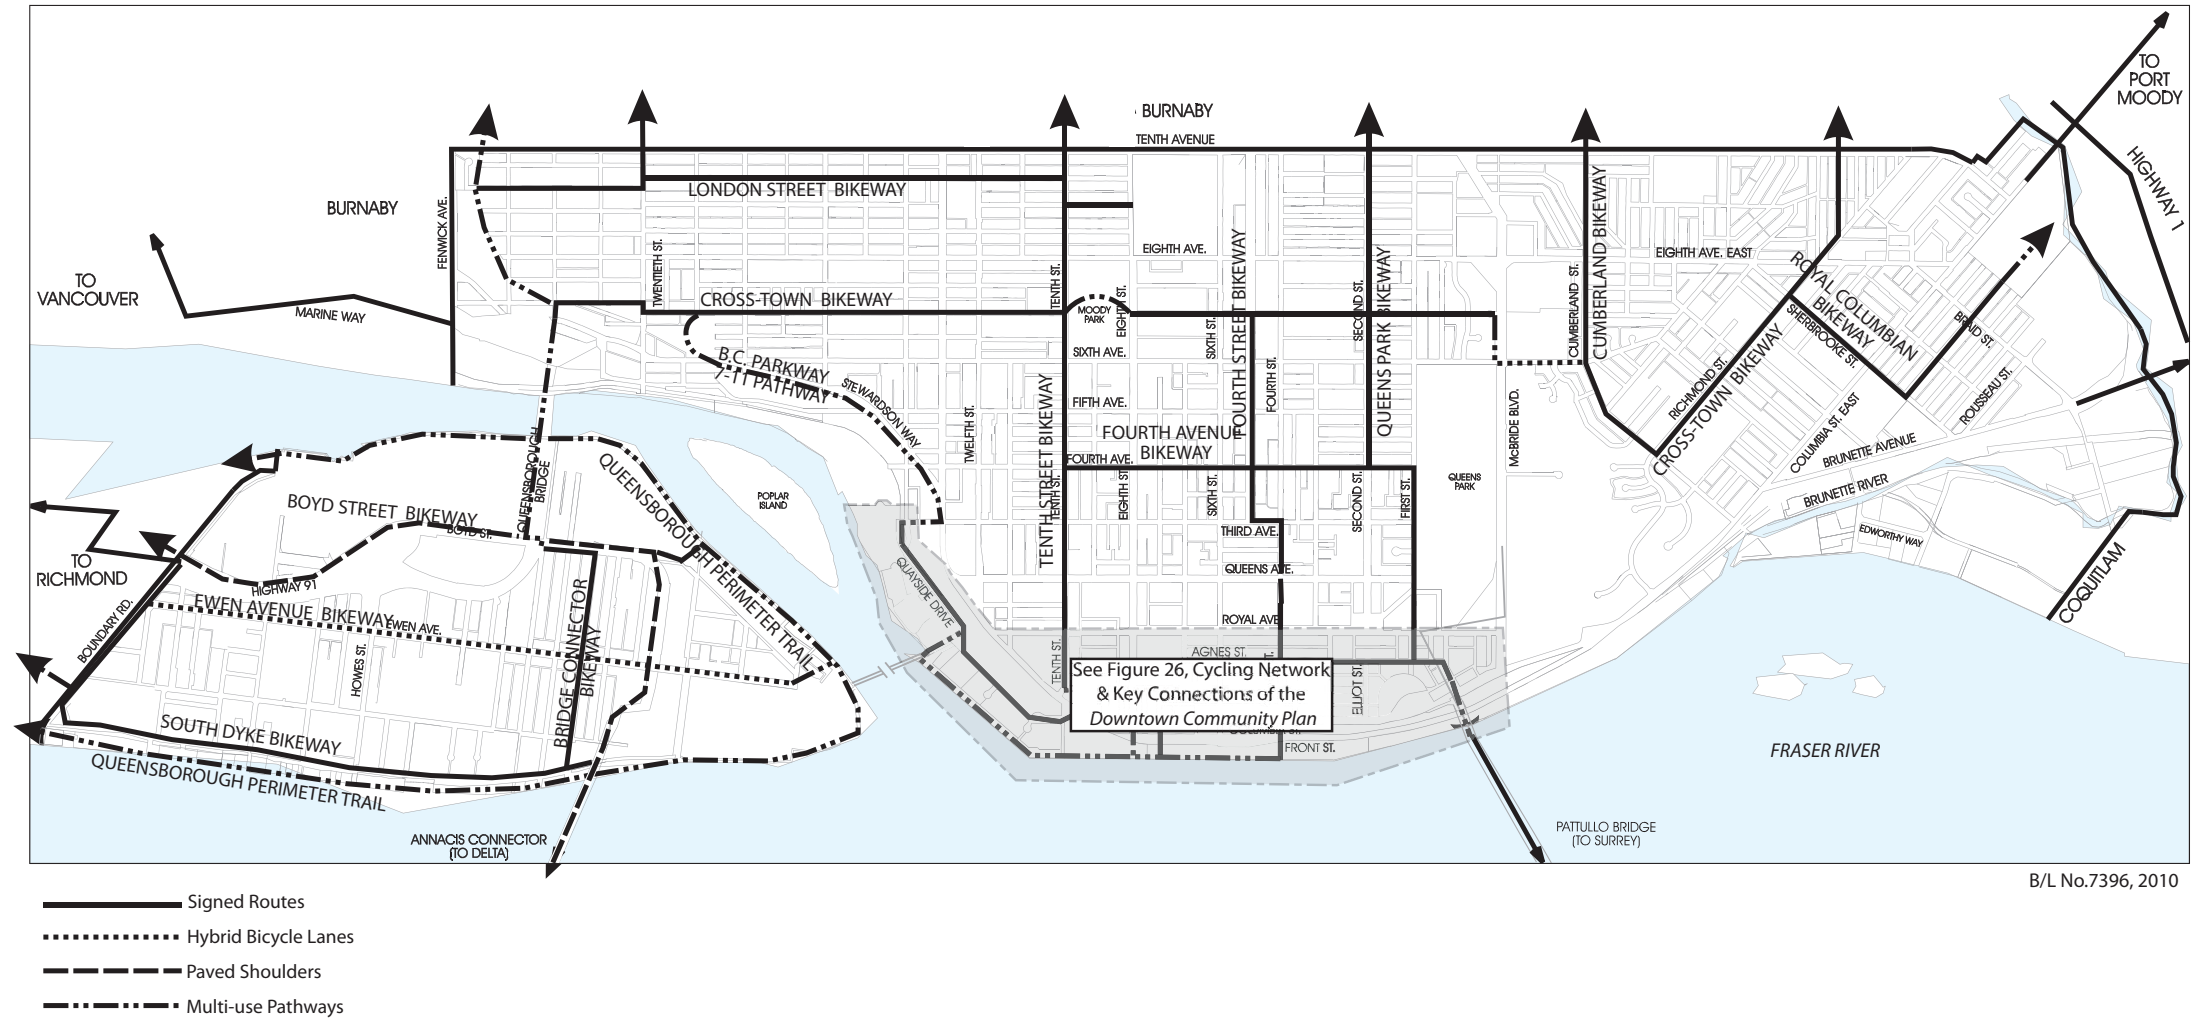 TO
PORT
MOODY
BURNABY
TENTH AVENUE
HIGHWAY 1
LONDON STREET BIKEWAY
BURNABY
FENWICK AVE.
CUMBERLAND BIKEWAY
TWENTIETH ST.
EIGHTH AVE.
EIGHTH AVE. EAST
ROYAL COLUMBIAN
BIKEWAY
TO
VANCOUVER
MARINE WAY
CROSS-TOWN BIKEWAY
TENTH ST.
MOODY
PARK
EIGHTH ST.
FOURTH STREET BIKEWAY
SECOND ST.
QUEENS PARK BIKEWAY
CUMBERLAND ST.
SHERBROOKE ST.
BRAID ST.
SIXTH AVE.
SIXTH ST.
FOURTH ST.
B.C. PARKWAY
7-11 PATHWAY
STEWARDSON WAY
RICHMOND ST.
CROSS-TOWN BIKEWAY
ROUSSEAU ST.
COLUMBIA ST. EAST
McBRIDE BLVD.
FIFTH AVE.
TWELFTH ST.
TENTH STREET BIKEWAY
FOURTH AVENUE
BIKEWAY
FOURTH AVE.
BRUNETTE AVENUE
BRUNETTE RIVER
QUEENSBOROUGH
BRIDGE
QUEENSBOROUGH PERIMETER TRAIL
POPLAR
ISLAND
TENTH ST.
EIGHTH ST.
SIXTH ST.
SECOND ST.
FIRST ST.
QUEENS
PARK
BOYD STREET BIKEWAY
BOYD ST.
THIRD AVE.
EDWORTHY WAY
TO
RICHMOND
HIGHWAY 91
QUAYSIDE DRIVE
QUEENS AVE.
COQUITLAM
EWEN AVENUE BIKEWAY
EWEN AVE.
BOUNDARY RD.
HOWES ST.
BRIDGE CONNECTOR
BIKEWAY
ROYAL AVE
AGNES ST.
TENTH ST.
ELLIOT ST.
See Figure 26, Cycling Network
& Key Connections of the
Downtown Community Plan
FRONT ST.
SOUTH DYKE BIKEWAY
QUEENSBOROUGH PERIMETER TRAIL
FRASER RIVER
ANNACIS CONNECTOR
(TO DELTA)
PATTULLO BRIDGE
(TO SURREY)
B/L No.7396, 2010
Signed Routes
Hybrid Bicycle Lanes
Paved Shoulders
Multi-use Pathways